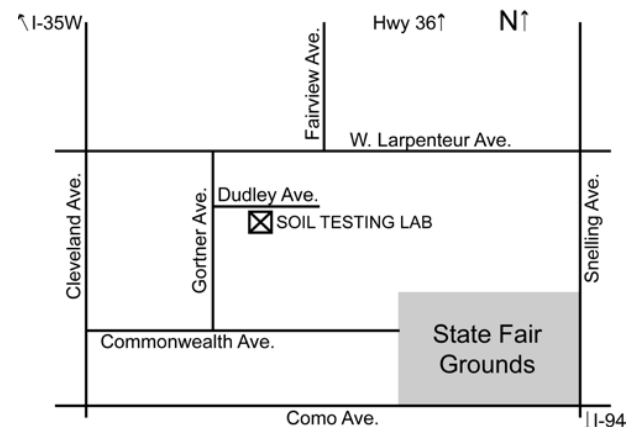 ↖I-35W
Hwy 36↑
N↑
Fairview Ave.
W. Larpenteur Ave.
Cleveland Ave.
Gortner Ave.
Dudley Ave.
SOIL TESTING LAB
Snelling Ave.
Commonwealth Ave.
State Fair
Grounds
Como Ave.
↓I-94